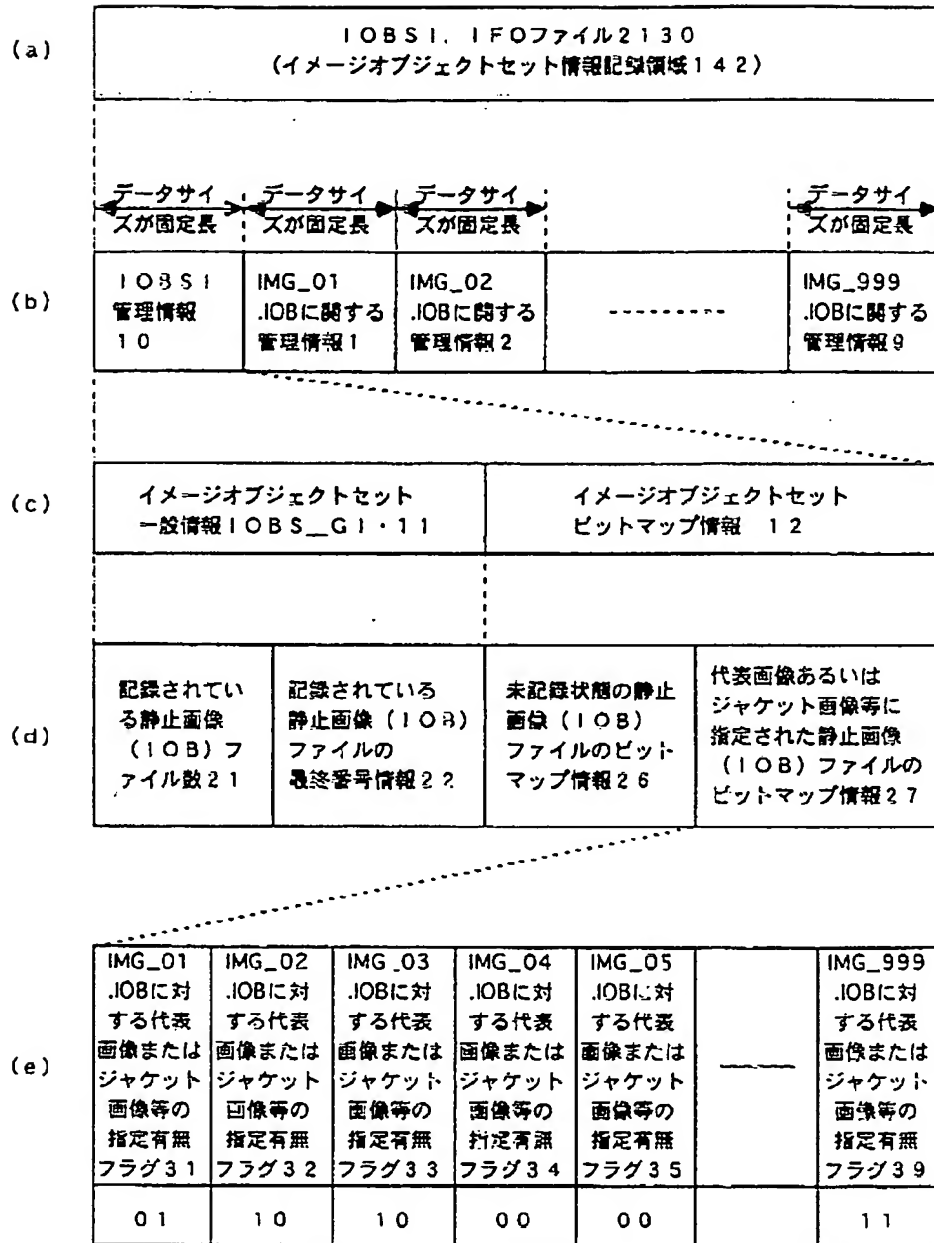 (a)
IOBSI. IFOファイル2130
(イメージオブジェクトセット情報記録領域142)
データサイ
ズが固定長
データサイ
ズが固定長
データサイ
ズが固定長
データサイ
ズが固定長
(b)
IOBSI
管理情報
10
IMG_01
.IOBに関する
管理情報1
IMG_02
.IOBに関する
管理情報2
IMG_999
.IOBに関する
管理情報9
(c)
イメージオブジェクトセット
一般情報IOBS__GI・11
イメージオブジェクトセット
ビットマップ情報 12
(d)
記録されてい
る静止画像
(IOB)フ
ァイル数21
記録されている
静止画像(IOB)
ファイルの
最終番号情報22
未記録状態の静止
画像(IOB)
ファイルのビット
マップ情報26
代表画像あるいは
ジャケット画像等に
指定された静止画像
(IOB)ファイルの
ビットマップ情報27
(e)
IMG_01
.IOBに対
する代表
画像または
ジャケット
画像等の
指定有無
フラグ31
IMG_02
.IOBに対
する代表
画像または
ジャケット
画像等の
指定有無
フラグ32
IMG_03
.IOBに対
する代表
画像または
ジャケット
画像等の
指定有無
フラグ33
IMG_04
.IOBに対
する代表
画像または
ジャケット
画像等の
指定有無
フラグ34
IMG_05
.IOBに対
する代表
画像または
ジャケット
画像等の
指定有無
フラグ35
IMG_999
.IOBに対
する代表
画像または
ジャケット
画像等の
指定有無
フラグ39
01
10
10
00
00
11